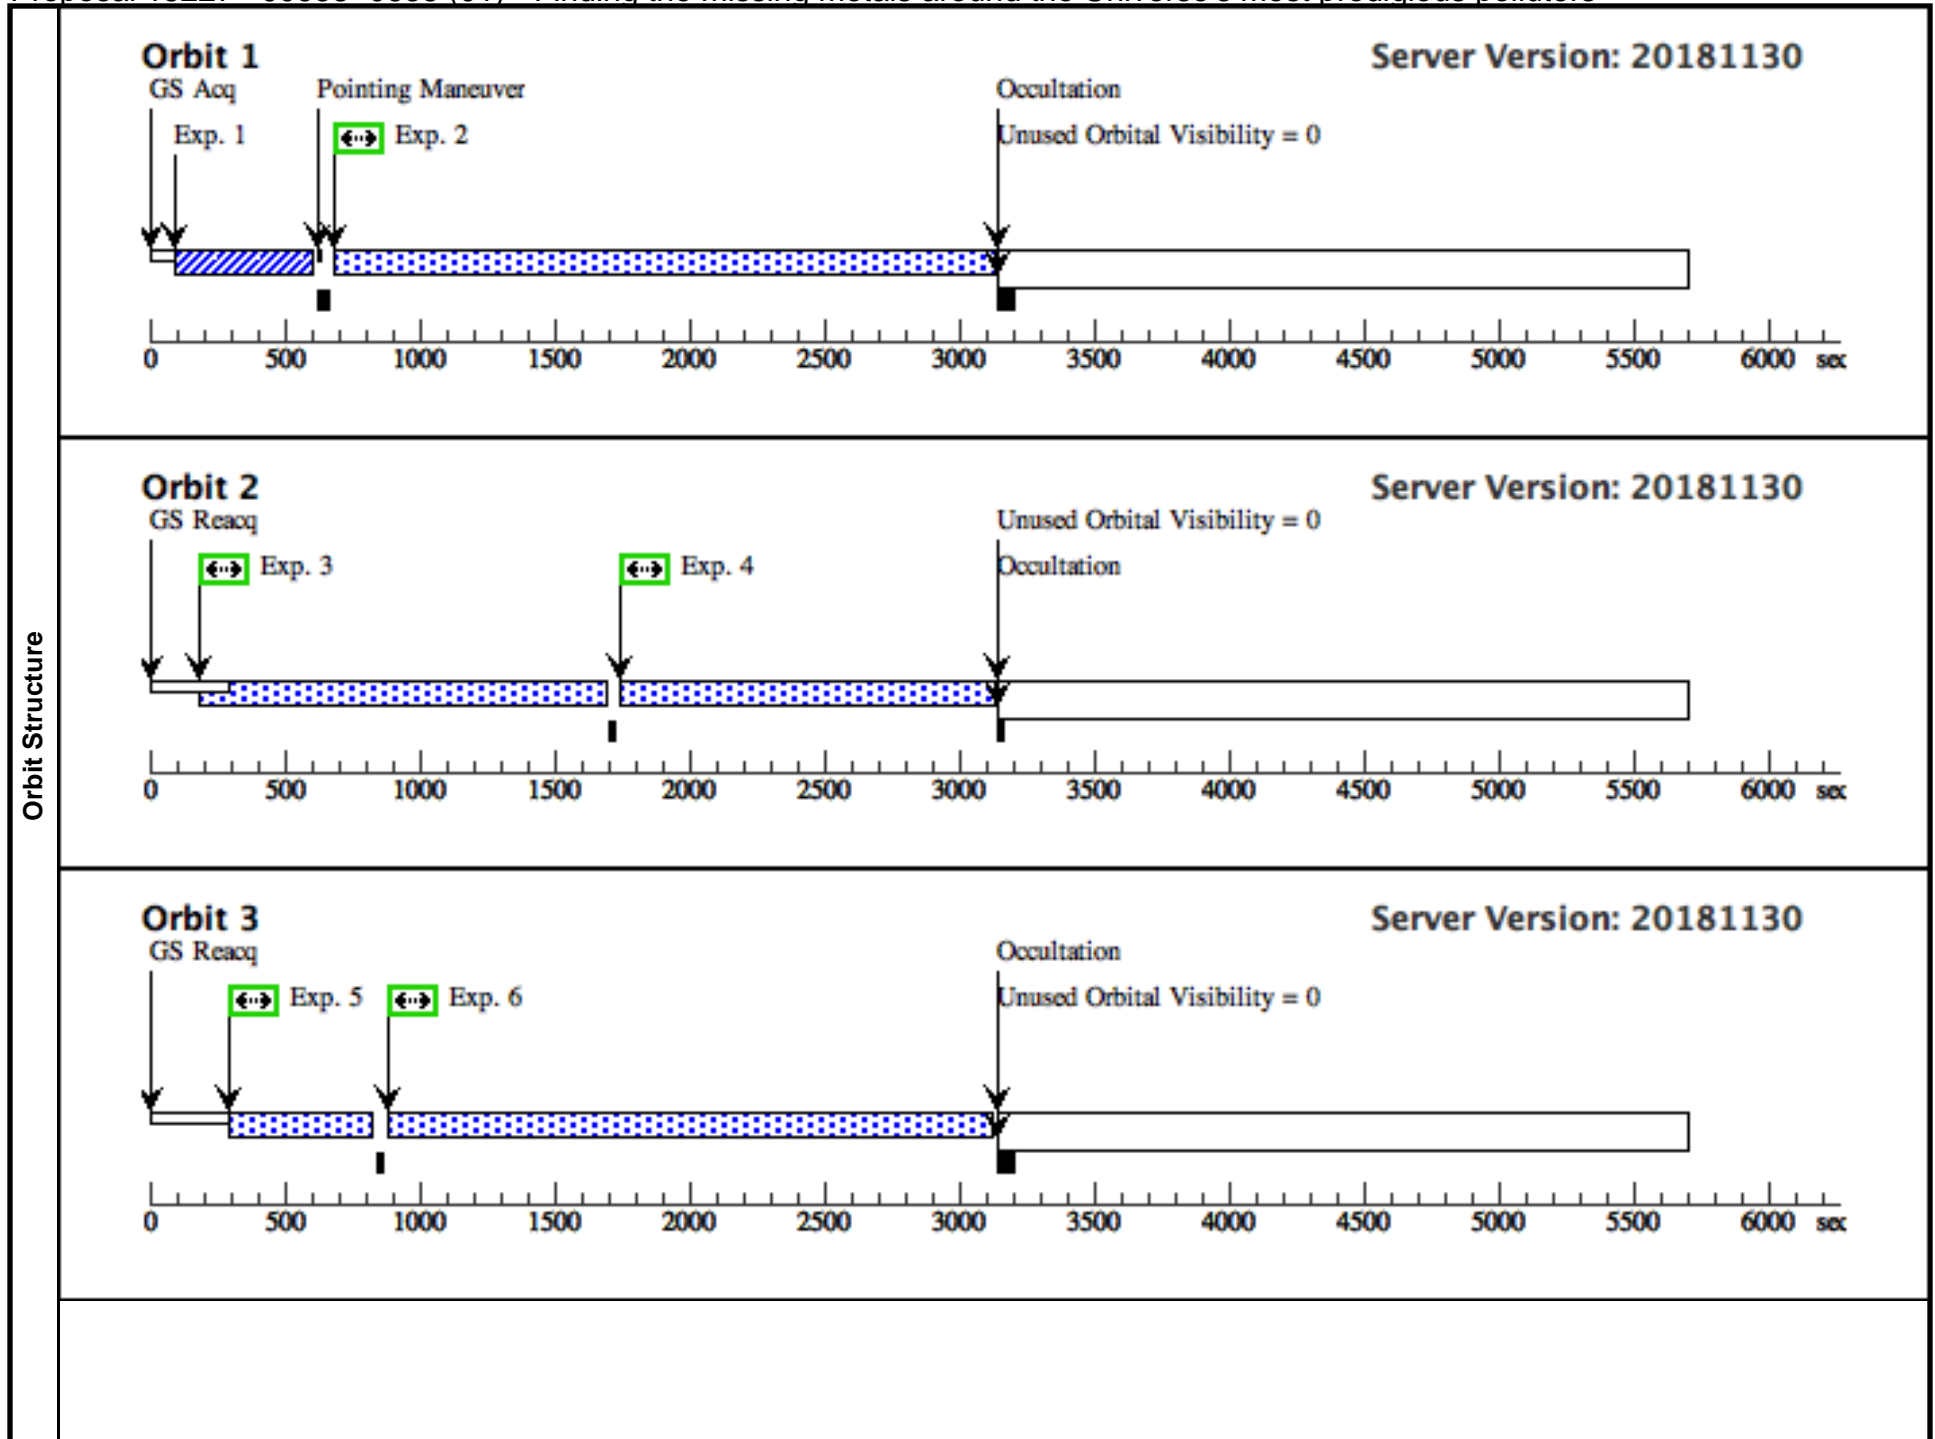 Orbit Structure
Orbit 1 Server Version: 20181130
GS Acq Pointing Maneuver Occultation
Exp. 1 Exp. 2 Unused Orbital Visibility = 0
0 500 1000 1500 2000 2500 3000 3500 4000 4500 5000 5500 6000 sec
Orbit 2 Server Version: 20181130
GS Reacq Unused Orbital Visibility = 0
Exp. 3 Exp. 4 Occultation
0 500 1000 1500 2000 2500 3000 3500 4000 4500 5000 5500 6000 sec
Orbit 3 Server Version: 20181130
GS Reacq Occultation
Exp. 5 Exp. 6 Unused Orbital Visibility = 0
0 500 1000 1500 2000 2500 3000 3500 4000 4500 5000 5500 6000 sec